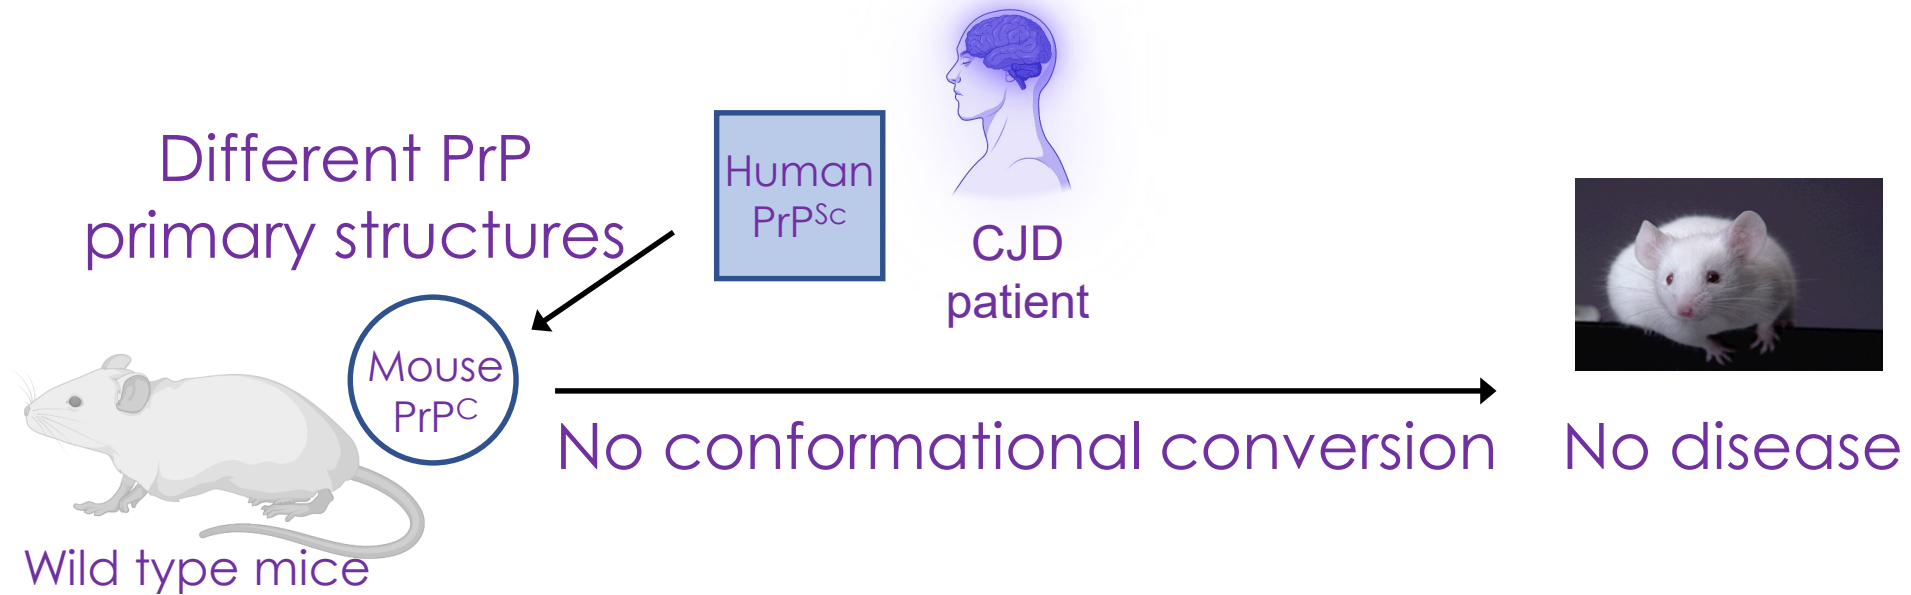 Different PrP
primary structures
Human
PrPSc
CJD
patient
Mouse
PrPC
No conformational conversion
No disease
Wild type mice